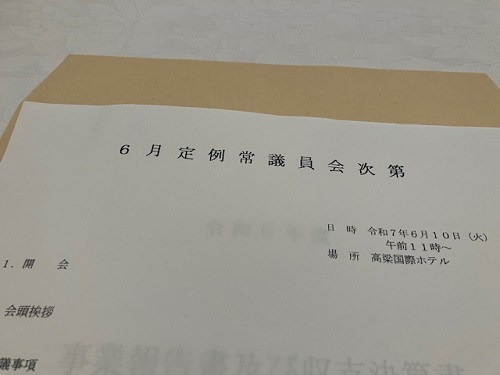 6月定例常議員会次第
日 時 令和7年6月10日（火）
午前11時～
場 所 高梁国際ホテル
1．開 会
会頭挨拶
議事項